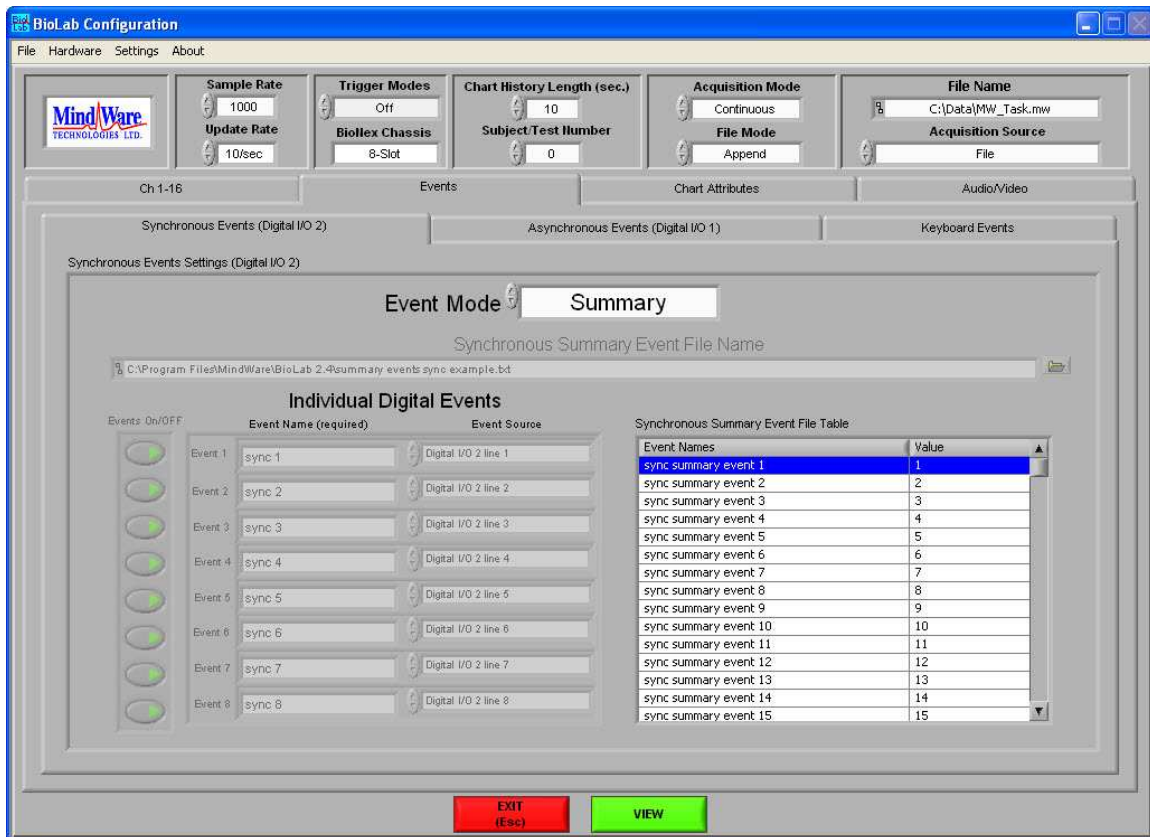 BioLab Configuration
File Hardware Settings About
MindWare
TECHNOLOGIES LTD.
Sample Rate
1000
Update Rate
10/sec
Trigger Modes
Off
BioNex Chassis
8-Slot
Chart History Length (sec.)
10
Subject/Test Number
0
Acquisition Mode
Continuous
File Mode
Append
File Name
C:\Data\MW_Task.mw
Acquisition Source
File
Ch 1-16 Events Chart Attributes Audio/Video
Synchronous Events (Digital I/O 2) Asynchronous Events (Digital I/O 1) Keyboard Events
Synchronous Events Settings (Digital I/O 2)
Event Mode Summary
Synchronous Summary Event File Name
C:\Program Files\MindWare\BioLab 2.4\summary events sync example.txt
Individual Digital Events
Events On/OFF Event Name (required) Event Source
Event 1 sync 1 Digital I/O 2 line 1
Event 2 sync 2 Digital I/O 2 line 2
Event 3 sync 3 Digital I/O 2 line 3
Event 4 sync 4 Digital I/O 2 line 4
Event 5 sync 5 Digital I/O 2 line 5
Event 6 sync 6 Digital I/O 2 line 6
Event 7 sync 7 Digital I/O 2 line 7
Event 8 sync 8 Digital I/O 2 line 8
Synchronous Summary Event File Table
Event Names Value
sync summary event 1 1
sync summary event 2 2
sync summary event 3 3
sync summary event 4 4
sync summary event 5 5
sync summary event 6 6
sync summary event 7 7
sync summary event 8 8
sync summary event 9 9
sync summary event 10 10
sync summary event 11 11
sync summary event 12 12
sync summary event 13 13
sync summary event 14 14
sync summary event 15 15
EXIT
(Esc)
VIEW